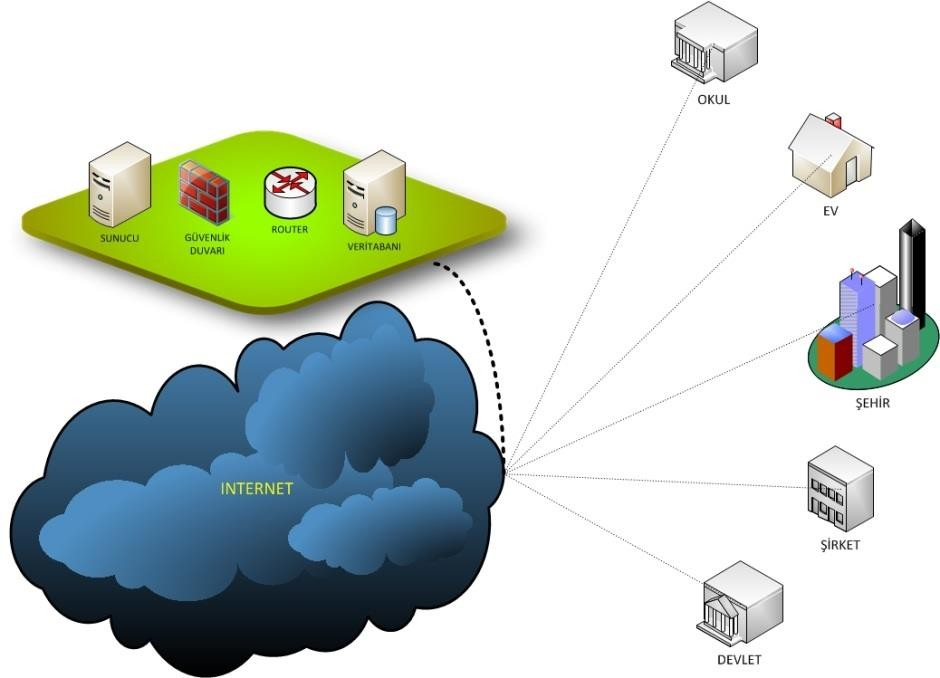 OKUL
EV
SUNUCU
GÜVENLİK
DUVARI
ROUTER
VERİTABANI
ŞEHİR
INTERNET
ŞİRKET
DEVLET